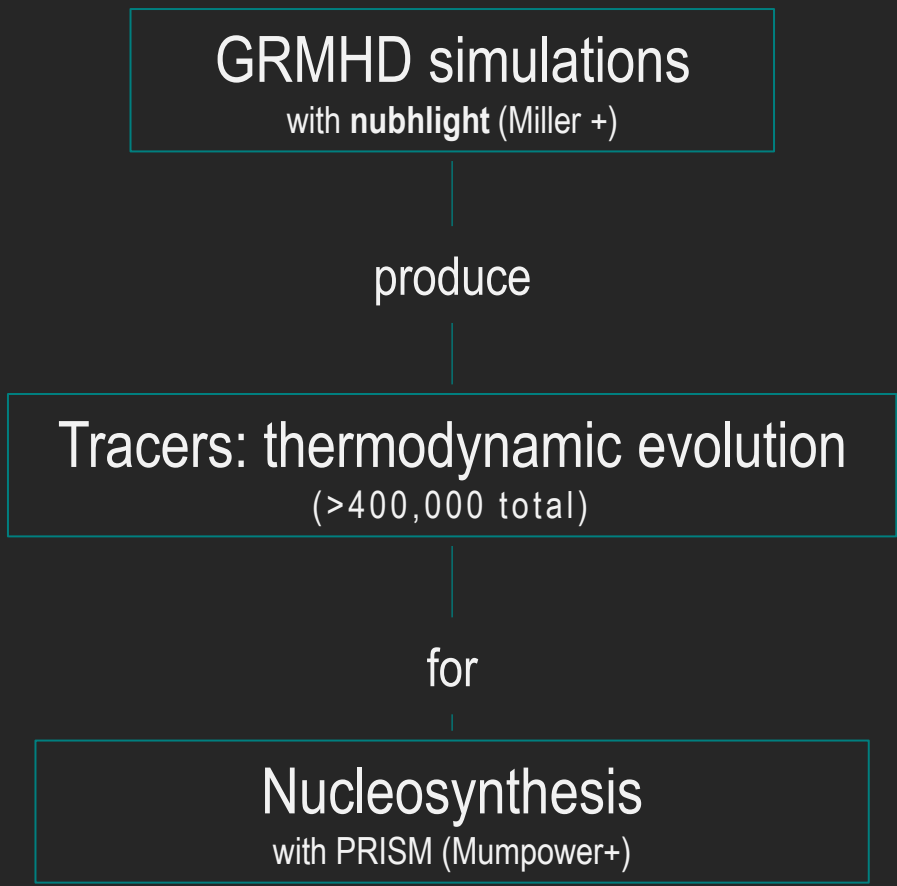 GRMHD simulations
with nubhlight (Miller +)
produce
Tracers: thermodynamic evolution
(>400,000 total)
for
Nucleosynthesis
with PRISM (Mumpower+)